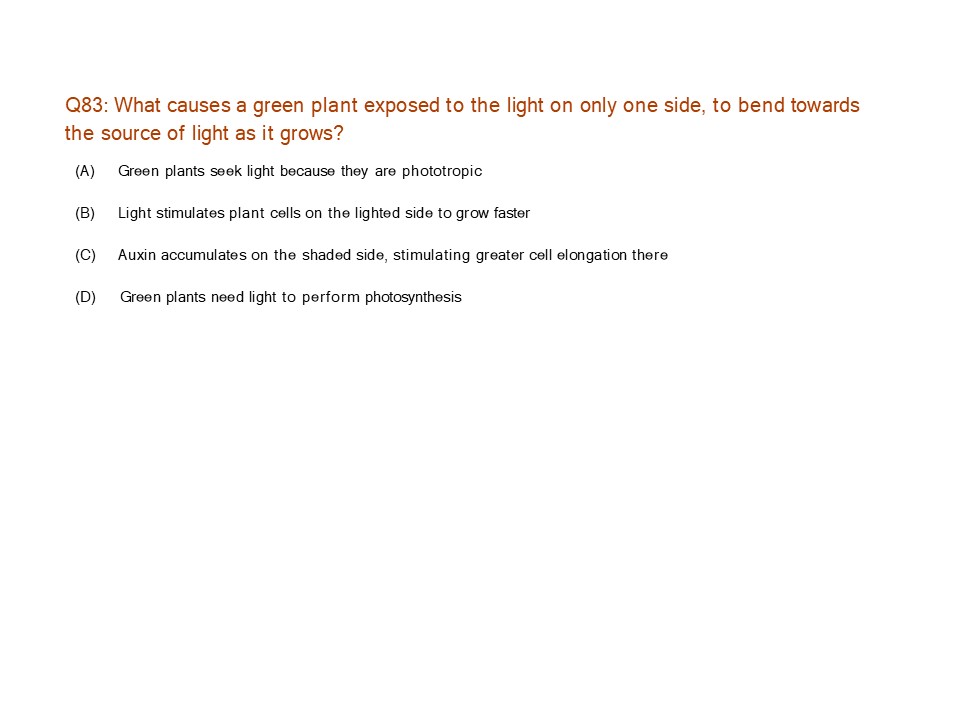 Q83: What causes a green plant exposed to the light on only one side, to bend towards
the source of light as it grows?
(A) Green plants seek light because they are phototropic
(B) Light stimulates plant cells on the lighted side to grow faster
(C) Auxin accumulates on the shaded side, stimulating greater cell elongation there
(D) Green plants need light to perform photosynthesis